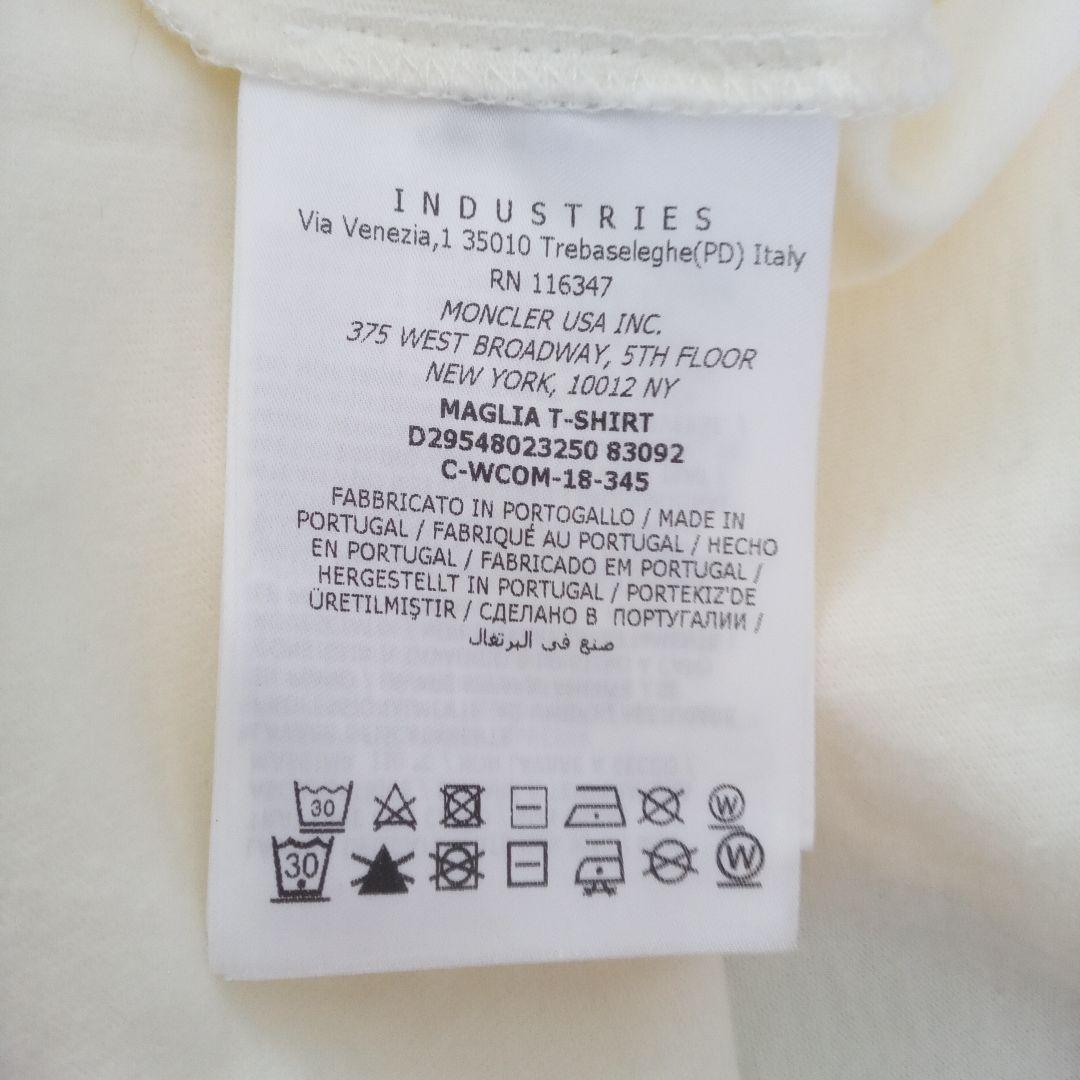 INDUSTRIES
Via Venezia,1 35010 Trebaseleghe(PD) Italy
RN 116347
MONCLER USA INC.
375 WEST BROADWAY, 5TH FLOOR
NEW YORK, 10012 NY
MAGLIA T-SHIRT
D29548023250 83092
C-WCOM-18-345
FABBRICATO IN PORTOGALLO / MADE IN
PORTUGAL / FABRIQUÉ AU PORTUGAL / HECHO
EN PORTUGAL / FABRICADO EM PORTUGAL /
HERGESTELLT IN PORTUGAL / PORTEKIZ'DE
ÜRETILMIŞTIR / СДЕЛАНО В ПОРТУГАЛИИ /
صنع في البرتغال
30 W
30 W